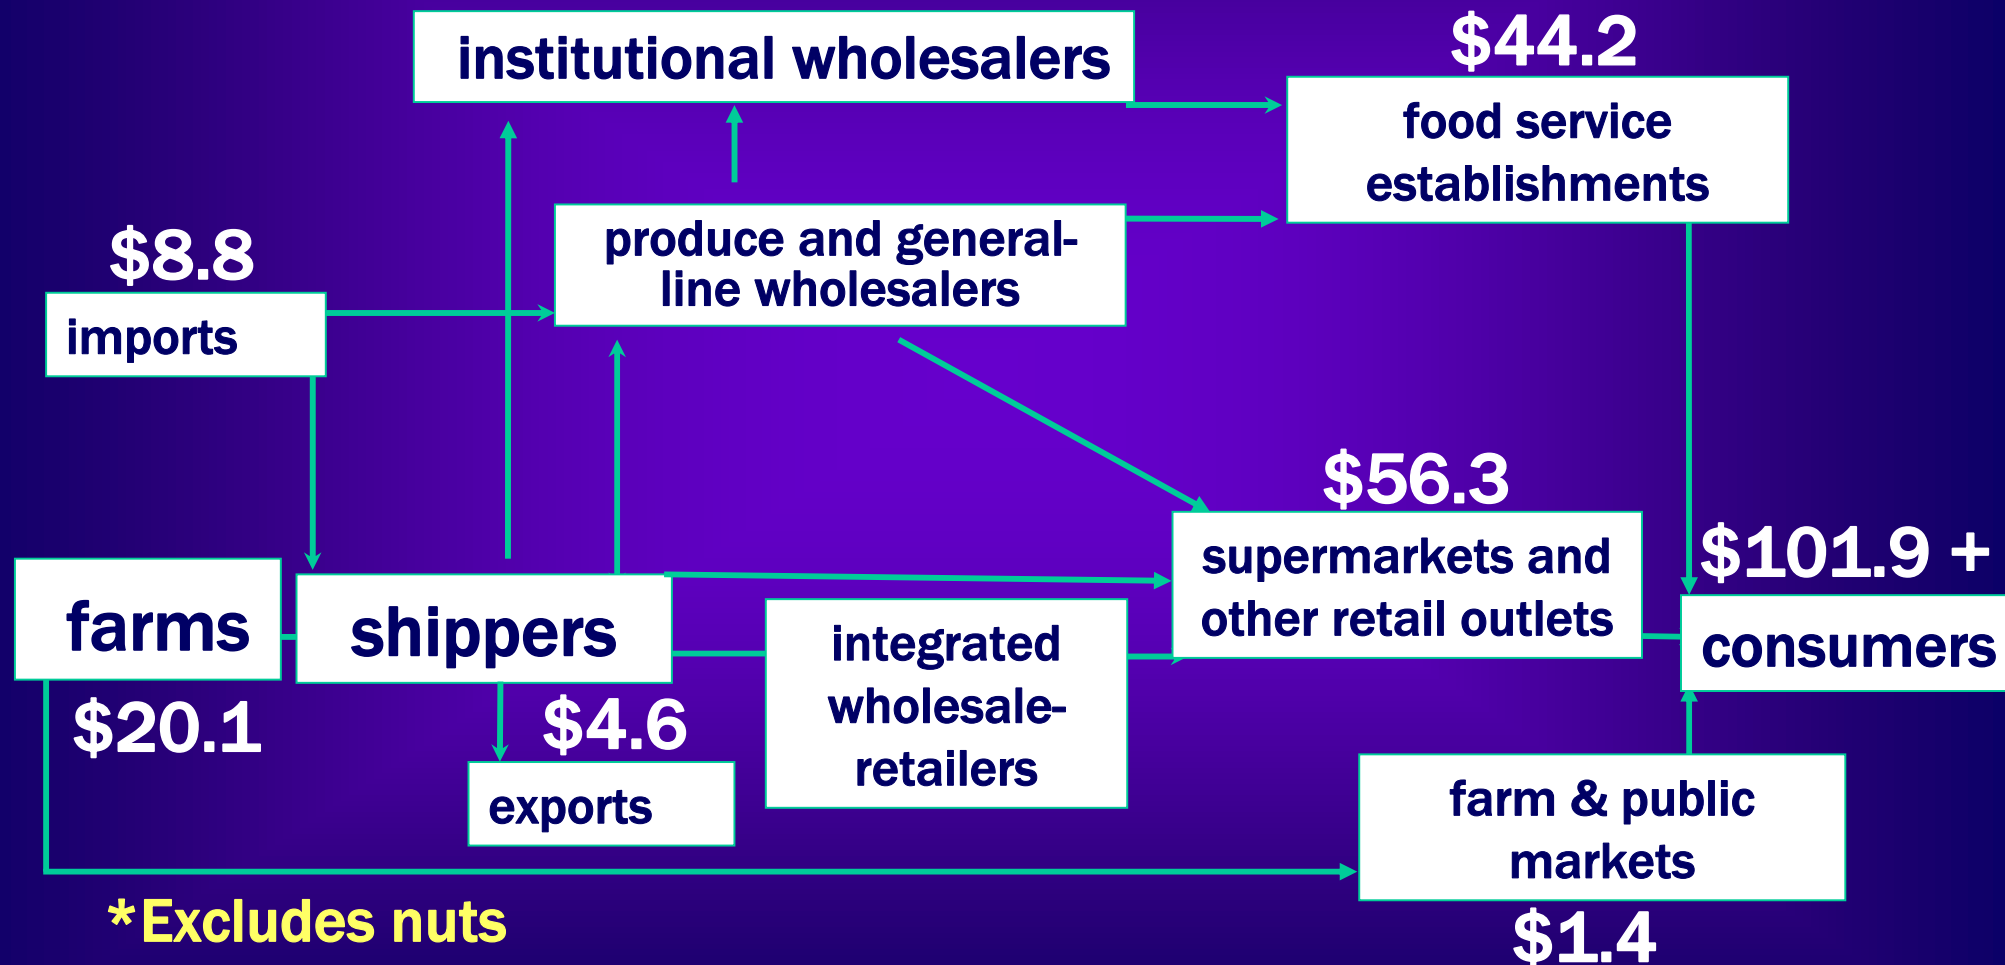 institutional wholesalers
$44.2
food service
establishments
produce and general-
line wholesalers
$8.8
imports
$56.3
supermarkets and
other retail outlets
$101.9 +
consumers
farms
$20.1
shippers
$4.6
exports
integrated
wholesale-
retailers
farm & public
markets
$1.4
*Excludes nuts